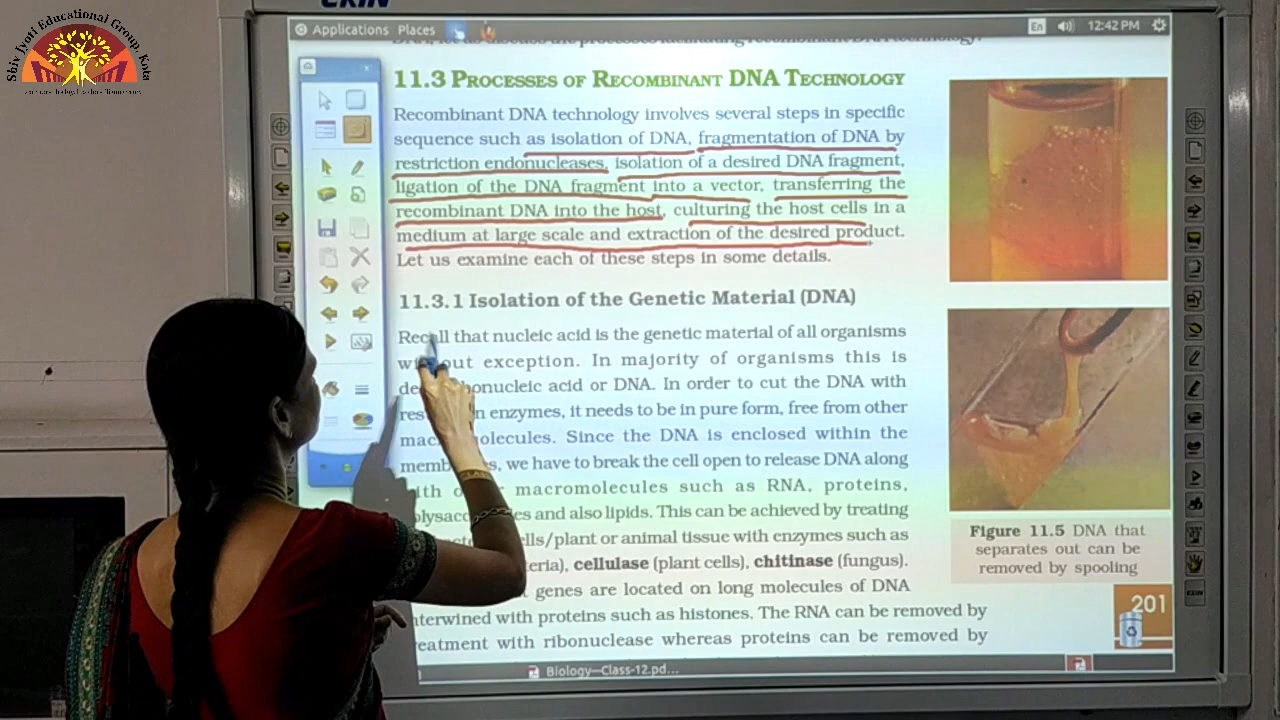 Shiv Jyoti Educational Group, Kota
Applications Places
En
12:42 PM
11.3 PROCESSES OF RECOMBINANT DNA TECHNOLOGY
Recombinant DNA technology involves several steps in specific
sequence such as isolation of DNA, fragmentation of DNA by
restriction endonucleases, isolation of a desired DNA fragment,
ligation of the DNA fragment into a vector, transferring the
recombinant DNA into the host, culturing the host cells in a
medium at large scale and extraction of the desired product.
Let us examine each of these steps in some details.
11.3.1 Isolation of the Genetic Material (DNA)
Recall that nucleic acid is the genetic material of all organisms
without exception. In majority of organisms this is
or DNA. In order to cut the DNA with
enzymes, it needs to be in pure form, free from other
Since the DNA is enclosed within the
we have to break the cell open to release DNA along
macromolecules such as RNA, proteins,
and also lipids. This can be achieved by treating
cells/plant or animal tissue with enzymes such as
cellulase (plant cells), chitinase (fungus).
genes are located on long molecules of DNA
intertwined with proteins such as histones. The RNA can be removed by
treatment with ribonuclease whereas proteins can be removed by
Figure 11.5 DNA that
separates out can be
removed by spooling
201
Biology—Class-12.pd...